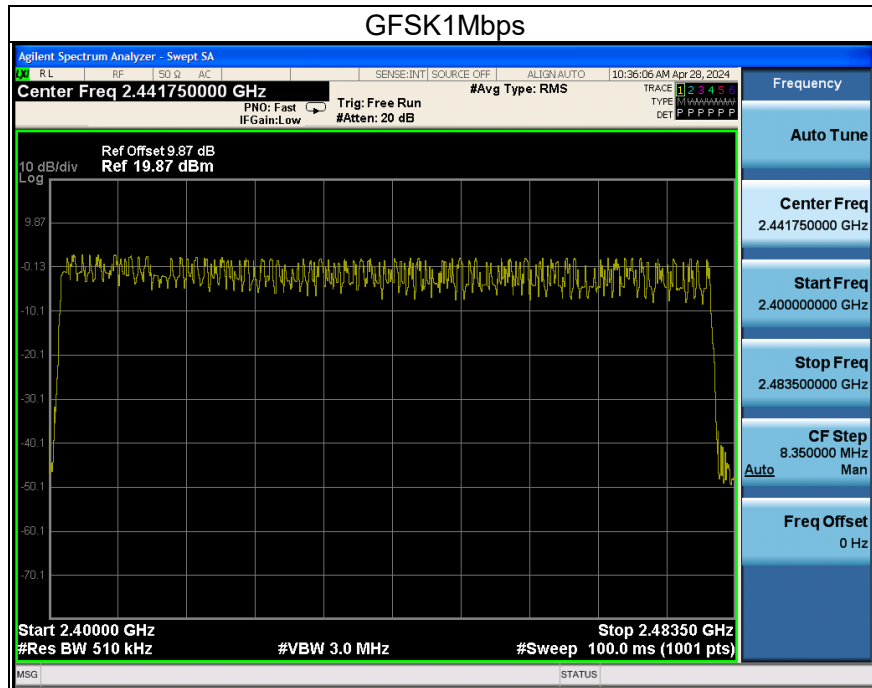 GFSK1Mbps
Agilent Spectrum Analyzer - Swept SA
LXI RL RF 50 Ω AC SENSE:INT SOURCE OFF ALIGN AUTO 10:36:06 AM Apr 28, 2024
Center Freq 2.441750000 GHz #Avg Type: RMS TRACE 1 2 3 4 5 6
PNO: Fast Trig: Free Run TYPE M
IFGain:Low #Atten: 20 dB DET P P P P P P
Frequency
Auto Tune
Center Freq
2.441750000 GHz
Start Freq
2.400000000 GHz
Stop Freq
2.483500000 GHz
CF Step
8.350000 MHz
Auto Man
Freq Offset
0 Hz
Ref Offset 9.87 dB
10 dB/div Ref 19.87 dBm
Log
9.87
-0.13
-10.1
-20.1
-30.1
-40.1
-50.1
-60.1
-70.1
Start 2.40000 GHz Stop 2.48350 GHz
#Res BW 510 kHz #VBW 3.0 MHz #Sweep 100.0 ms (1001 pts)
MSG STATUS